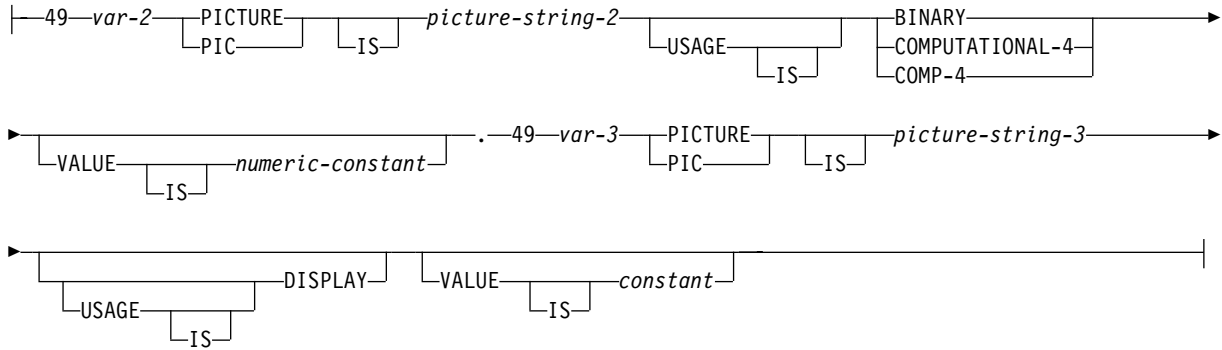 49 var-2 PICTURE IS picture-string-2 USAGE IS BINARY
PIC COMPUTATIONAL-4
COMP-4
VALUE IS numeric-constant . 49 var-3 PICTURE IS picture-string-3
PIC
USAGE IS DISPLAY VALUE IS constant